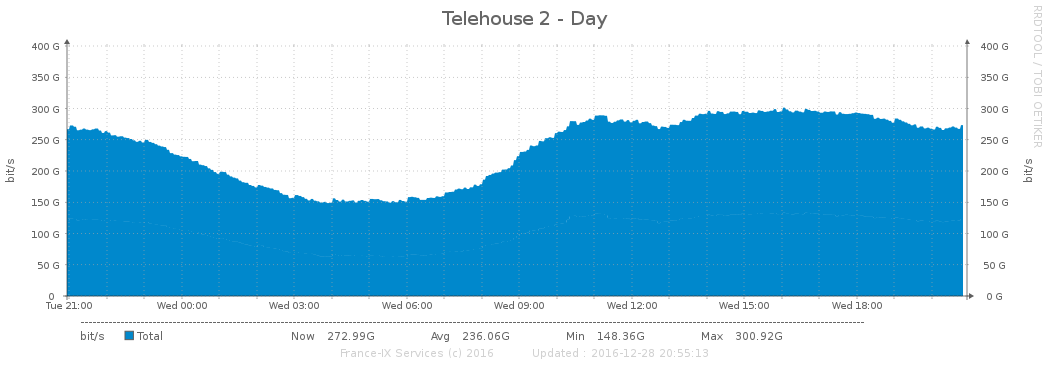 Telehouse 2 - Day
RRDTOOL / TOBI OETIKER
400 G 400 G
350 G 350 G
300 G 300 G
250 G 250 G
200 G 200 G
150 G 150 G
100 G 100 G
50 G 50 G
0 0 G
bit/s bit/s
Tue 21:00 Wed 00:00 Wed 03:00 Wed 06:00 Wed 09:00 Wed 12:00 Wed 15:00 Wed 18:00
bit/s Total Now 272.99G Avg 236.06G Min 148.36G Max 300.92G
France-IX Services (c) 2016 Updated : 2016-12-28 20:55:13